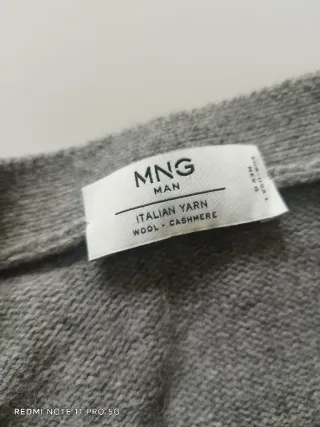 MNG
MAN
ITALIAN YARN
WOOL - CASHMERE
REDMI NOTE 11 PRO 5G